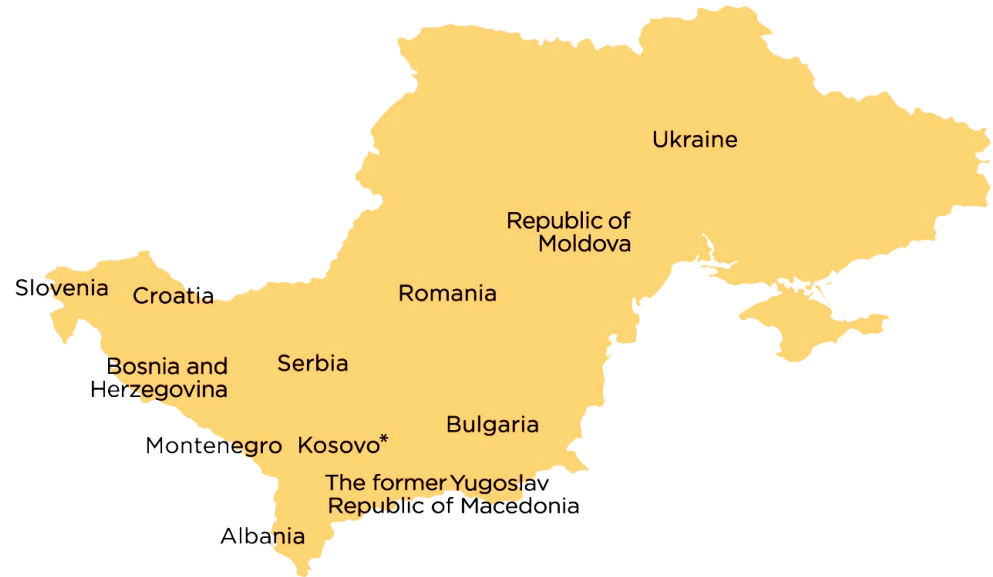 Ukraine
Republic of
Moldova
Slovenia
Croatia
Romania
Bosnia and
Herzegovina
Serbia
Bulgaria
Montenegro
Kosovo*
The former Yugoslav
Republic of Macedonia
Albania